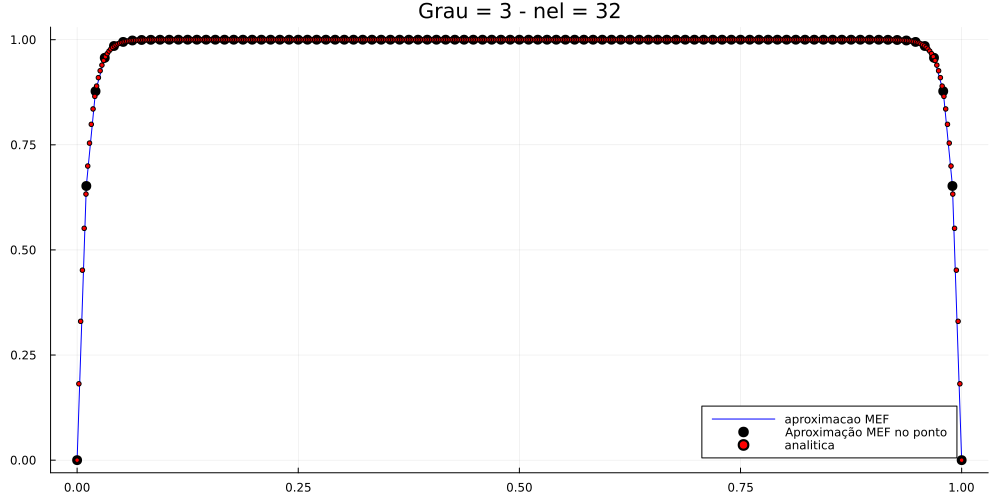 Grau = 3 - nel = 32
1.00
0.75
0.50
0.25
0.00
aproximacao MEF
Aproximação MEF no ponto
analitica
0.00 0.25 0.50 0.75 1.00